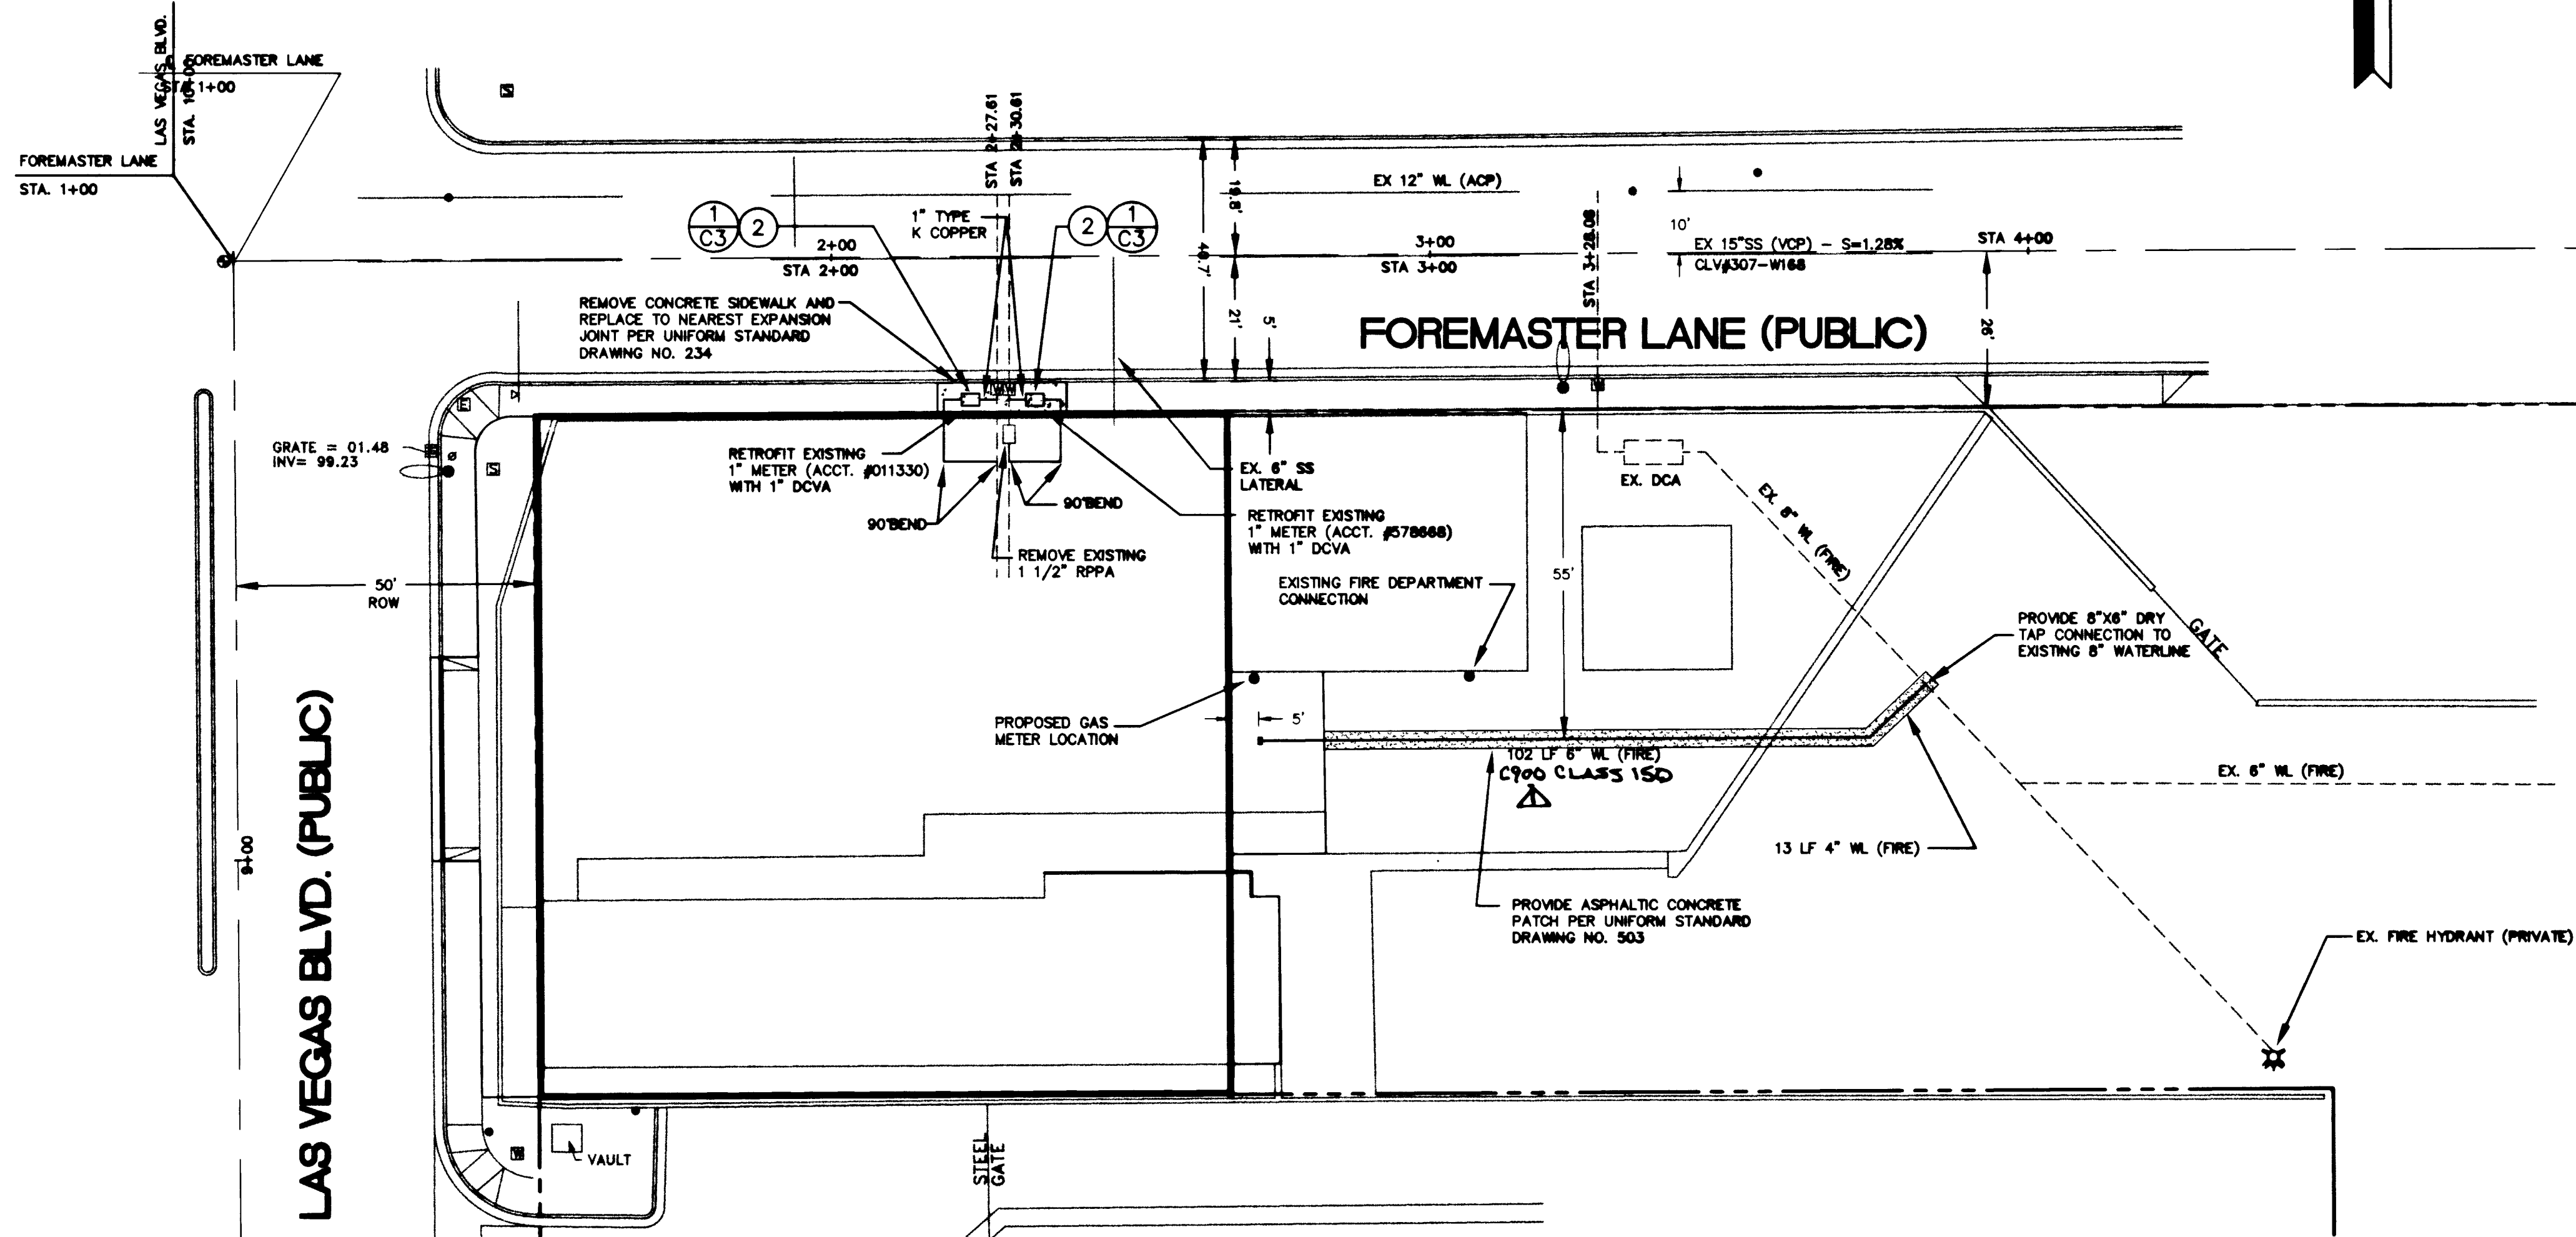 LAS VEGAS BLVD.
STA. 10+00
FOREMASTER LANE
STA 1+00
FOREMASTER LANE
STA. 1+00
STA 2+27.61
STA 2+30.61
1
C3
2
1" TYPE
K COPPER
2
1
C3
2+00
STA 2+00
19.8'
21'
5'
EX 12" WL (ACP)
3+00
STA 3+00
STA 3+28.08
10'
EX 15"SS (VCP) - S=1.28%
CLV#307-W168
STA 4+00
26'
FOREMASTER LANE (PUBLIC)
REMOVE CONCRETE SIDEWALK AND
REPLACE TO NEAREST EXPANSION
JOINT PER UNIFORM STANDARD
DRAWING NO. 234
W W
W
GRATE = 01.48
INV= 99.23
RETROFIT EXISTING
1" METER (ACCT. #011330)
WITH 1" DCVA
90°BEND
90°BEND
REMOVE EXISTING
1 1/2" RPPA
EX. 6" SS
LATERAL
RETROFIT EXISTING
1" METER (ACCT. #578668)
WITH 1" DCVA
EX. DCA
EX. 8" WL (FIRE)
50'
ROW
EXISTING FIRE DEPARTMENT
CONNECTION
55'
PROVIDE 8"X6" DRY
TAP CONNECTION TO
EXISTING 8" WATERLINE
GATE
PROPOSED GAS
METER LOCATION
5'
102 LF 6" WL (FIRE)
C900 CLASS 150
1
EX. 6" WL (FIRE)
13 LF 4" WL (FIRE)
PROVIDE ASPHALTIC CONCRETE
PATCH PER UNIFORM STANDARD
DRAWING NO. 503
EX. FIRE HYDRANT (PRIVATE)
9+00
LAS VEGAS BLVD. (PUBLIC)
VAULT
STEEL
GATE